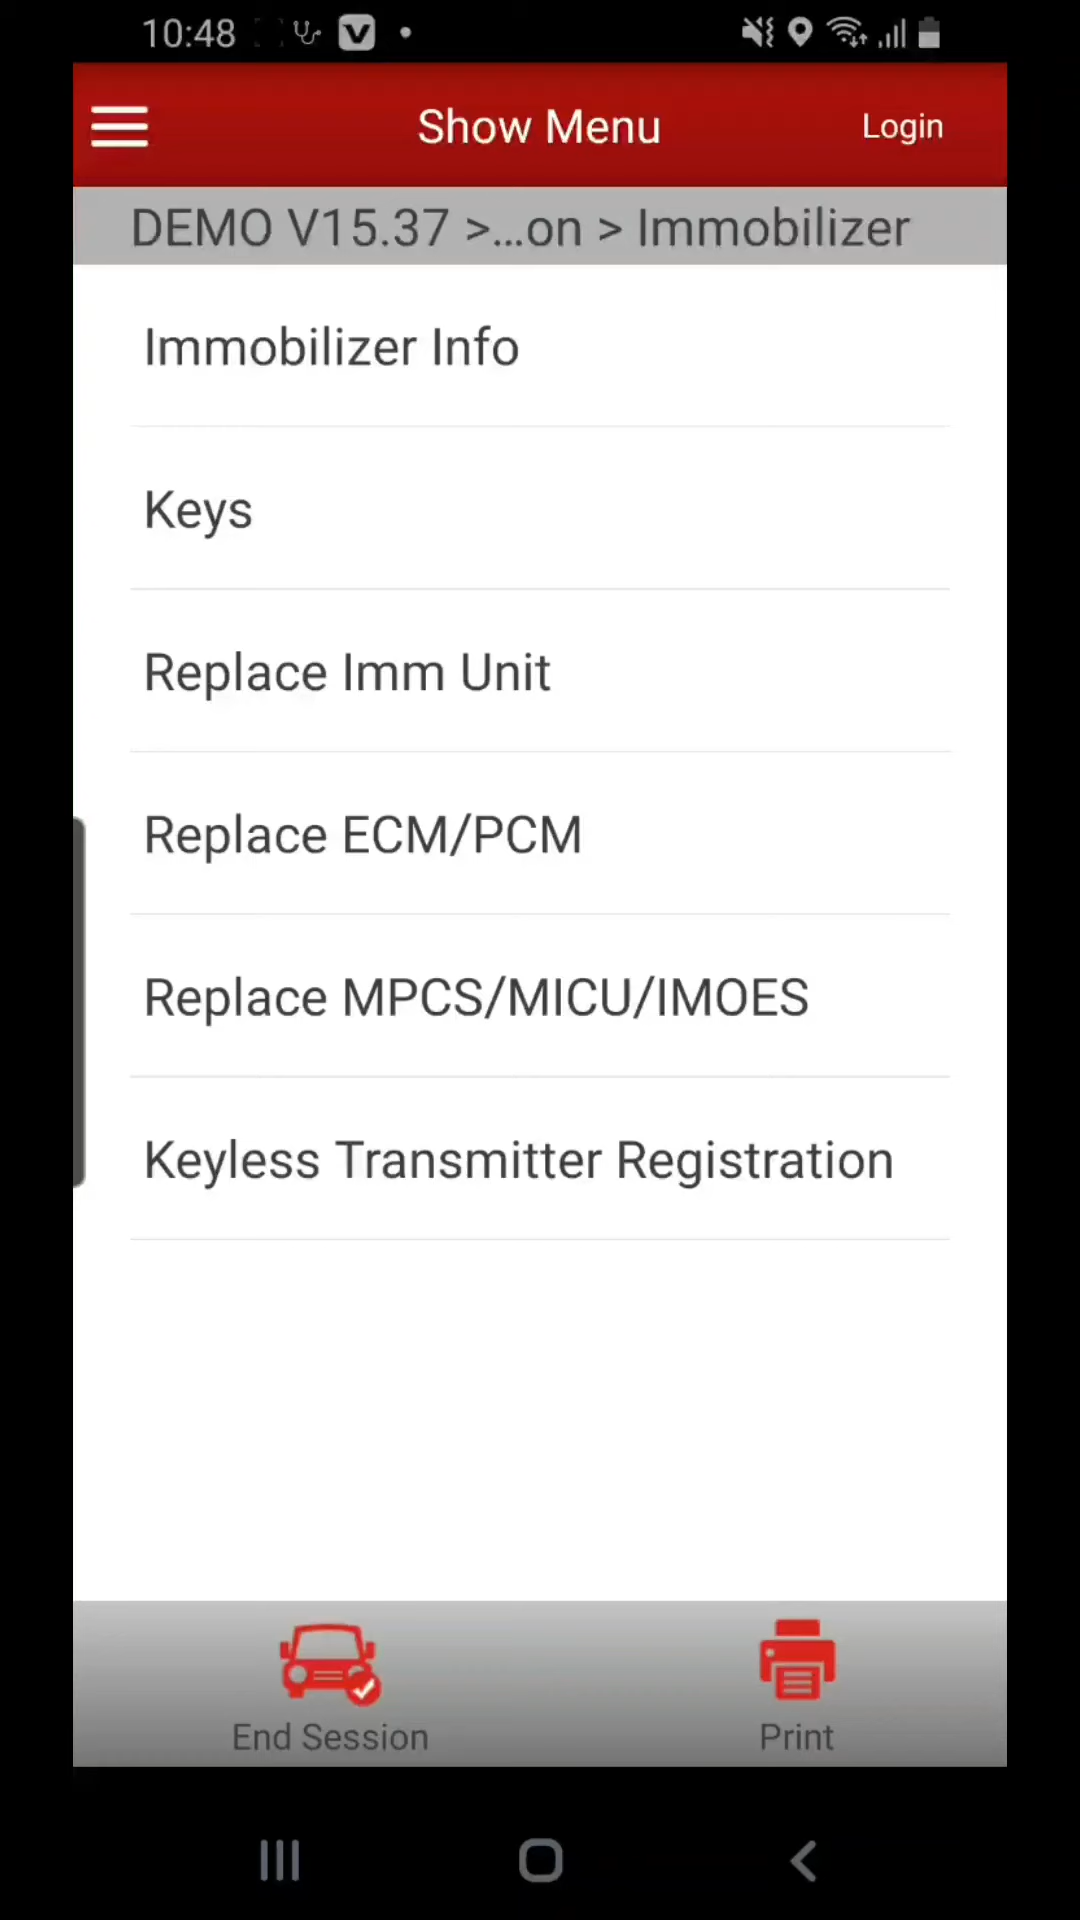 10:48
Show Menu
Login
DEMO V15.37 >...on > Immobilizer
Immobilizer Info
Keys
Replace Imm Unit
Replace ECM/PCM
Replace MPCS/MICU/IMOES
Keyless Transmitter Registration
End Session
Print